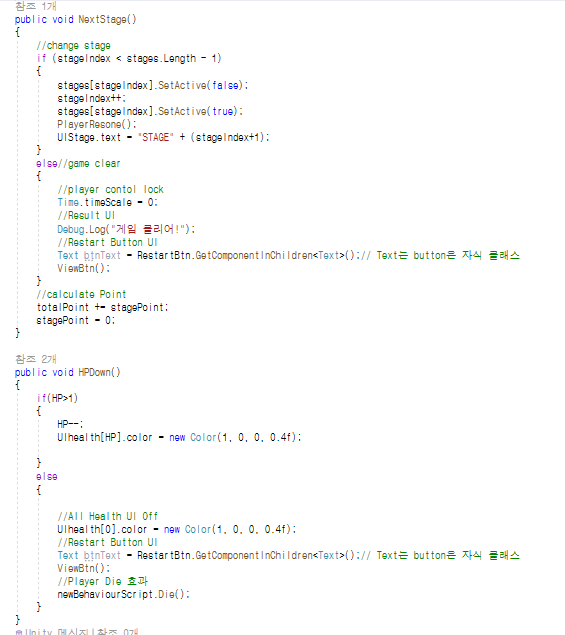 참조 1개
public void NextStage()
{
//change stage
if (stageIndex < stages.Length - 1)
{
stages[stageIndex].SetActive(false);
stageIndex++;
stages[stageIndex].SetActive(true);
PlayerResone();
UIStage.text = "STAGE" + (stageIndex+1);
}
else//game clear
{
//player contol lock
Time.timeScale = 0;
//Result UI
Debug.Log("게임 클리어!");
//Restart Button UI
Text btnText = RestartBtn.GetComponentInChildren<Text>();// Text는 button은 자식 클래스
ViewBtn();
}
//calculate Point
totalPoint += stagePoint;
stagePoint = 0;
}
참조 2개
public void HPDown()
{
if(HP>1)
{
HP--;
UIhealth[HP].color = new Color(1, 0, 0, 0.4f);
}
else
{
//All Health UI Off
UIhealth[0].color = new Color(1, 0, 0, 0.4f);
//Restart Button UI
Text btnText = RestartBtn.GetComponentInChildren<Text>();// Text는 button은 자식 클래스
ViewBtn();
//Player Die 효과
newBehaviourScript.Die();
}
}
Unity 메시지|참조 0개